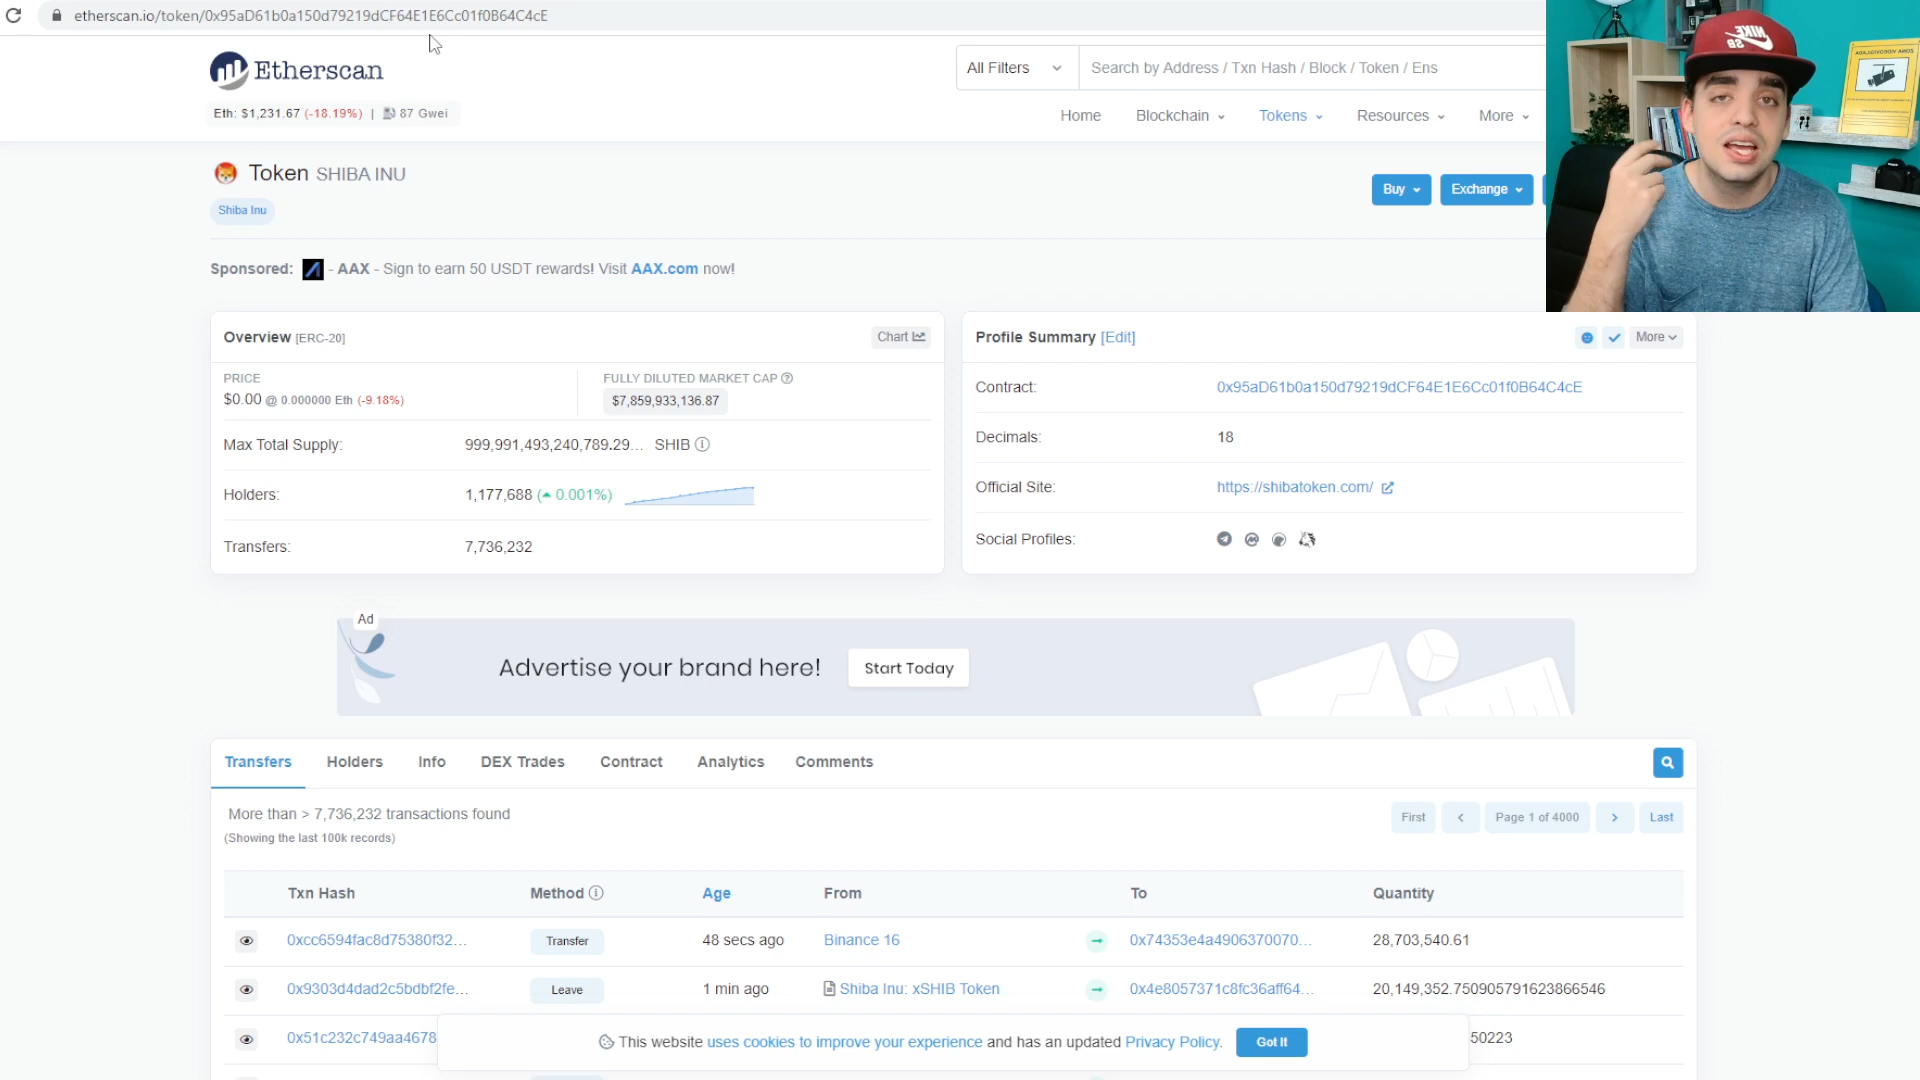 etherscan.io/token/0x95aD61b0a150d79219dCF64E1E6Cc01f0B64C4cE
Etherscan
All Filters
Search by Address / Txn Hash / Block / Token / Ens
Eth: $1,231.67 (-18.19%) | 87 Gwei
Home Blockchain Tokens Resources More
Token SHIBA INU
Buy Exchange
Shiba Inu
Sponsored: - AAX - Sign to earn 50 USDT rewards! Visit AAX.com now!
Overview [ERC-20]
Chart
PRICE
$0.00 @ 0.000000 Eth (-9.18%)
FULLY DILUTED MARKET CAP
$7,859,933,136.87
Max Total Supply: 999,991,493,240,789.29... SHIB
Holders: 1,177,688 (0.001%)
Transfers: 7,736,232
Profile Summary [Edit]
More
Contract: 0x95aD61b0a150d79219dCF64E1E6Cc01f0B64C4cE
Decimals: 18
Official Site: https://shibatoken.com/
Social Profiles:
Ad
Advertise your brand here! Start Today
Transfers Holders Info DEX Trades Contract Analytics Comments
More than > 7,736,232 transactions found
(Showing the last 100k records)
First Page 1 of 4000 Last
Txn Hash Method Age From To Quantity
0xcc6594fac8d75380f32... Transfer 48 secs ago Binance 16 0x74353e4a4906370070... 28,703,540.61
0x9303d4dad2c5bdbf2fe... Leave 1 min ago Shiba Inu: xSHIB Token 0x4e8057371c8fc36aff64... 20,149,352.750905791623866546
0x51c232c749aa4678 50223
This website uses cookies to improve your experience and has an updated Privacy Policy. Got It
NIKE
SB